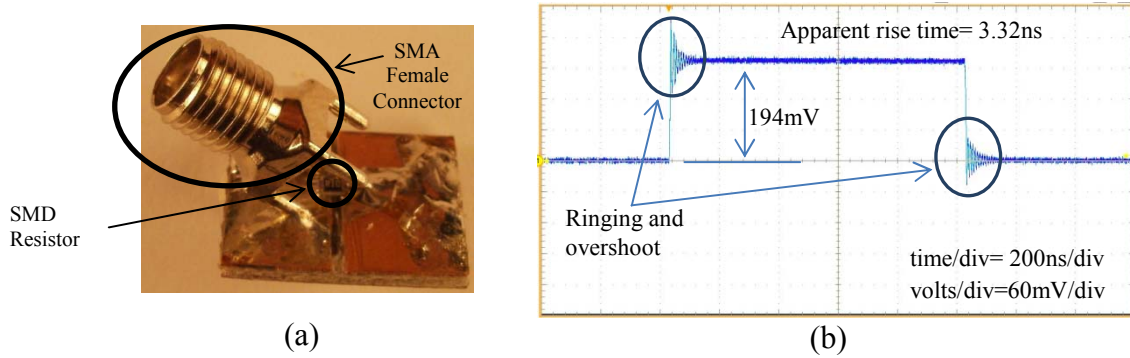 SMA
Female
Connector
SMD
Resistor
(a)
Apparent rise time= 3.32ns
194mV
Ringing and
overshoot
time/div= 200ns/div
volts/div=60mV/div
(b)